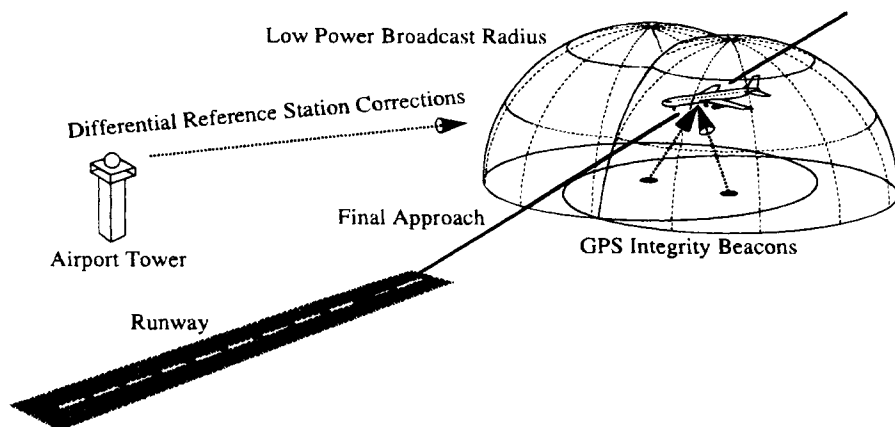 Low Power Broadcast Radius
Differential Reference Station Corrections
Final Approach
GPS Integrity Beacons
Airport Tower
Runway